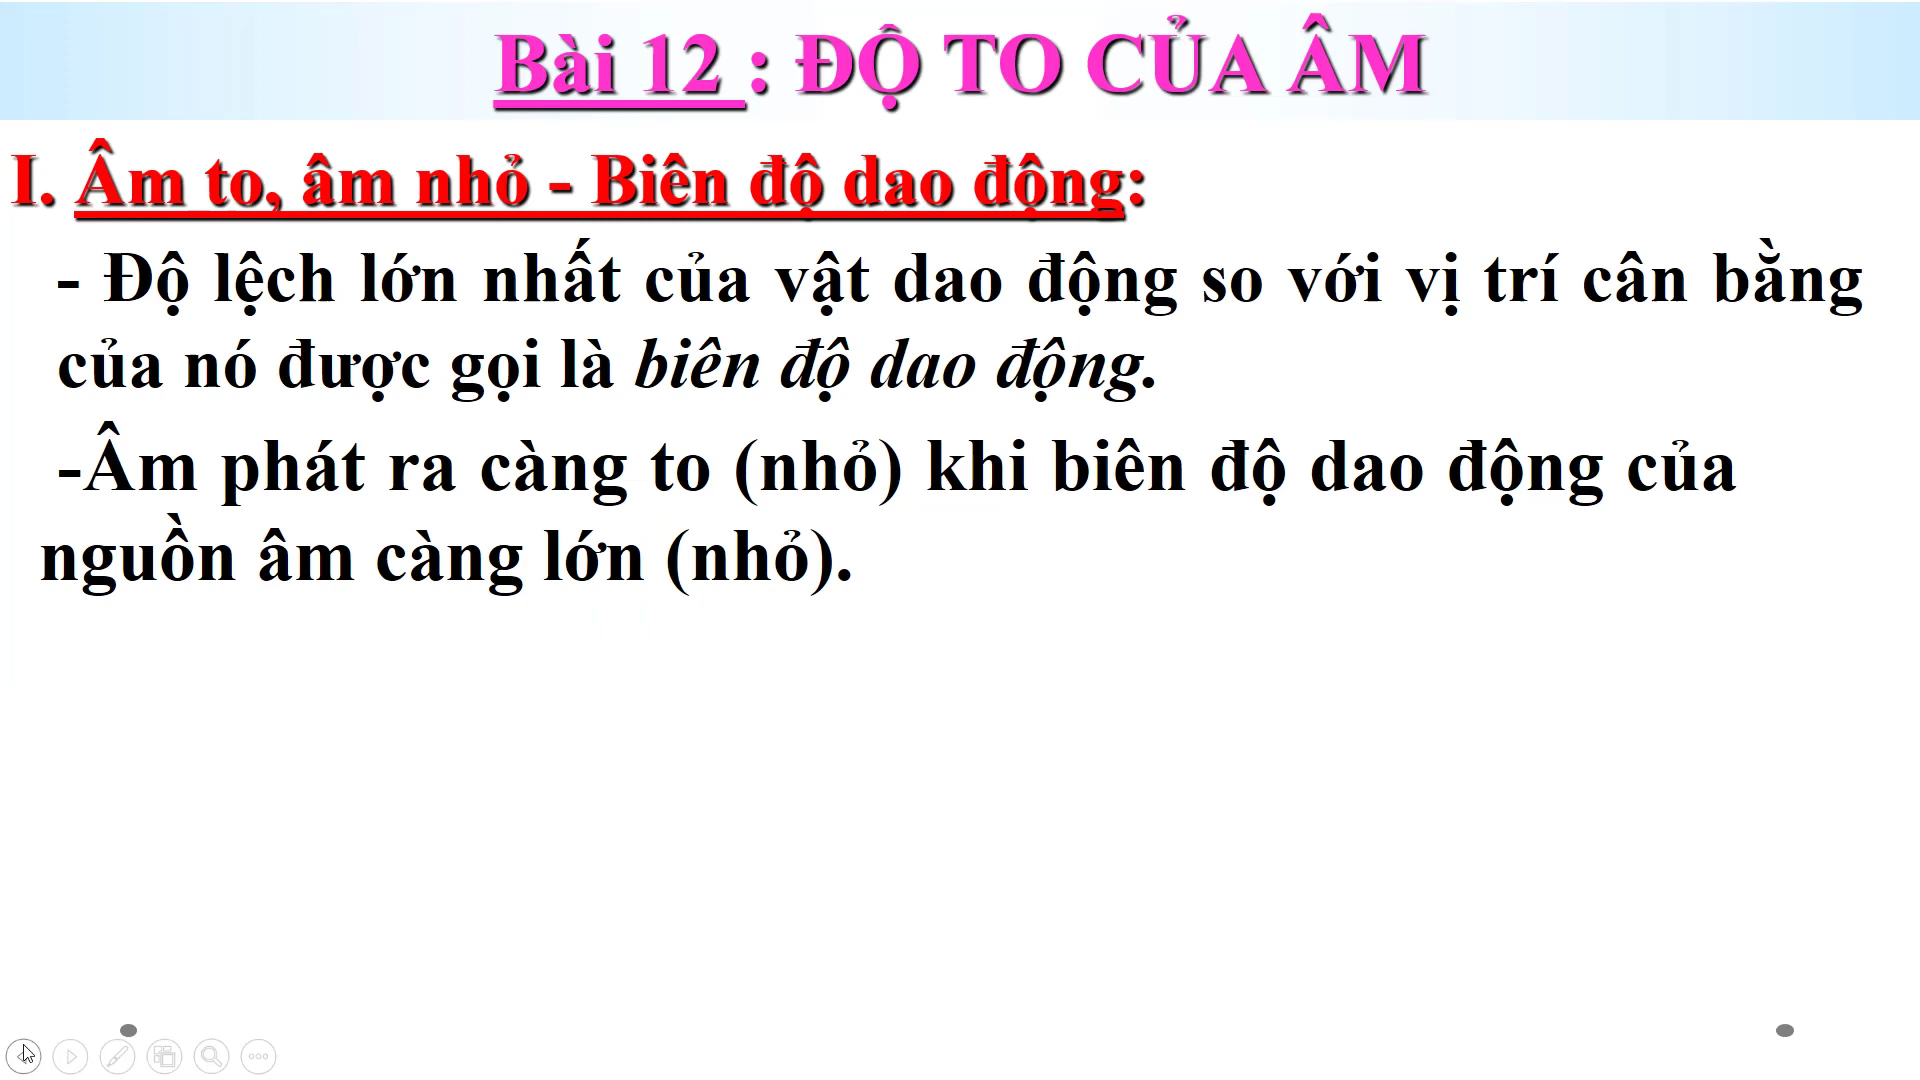 Bài 12 : ĐỘ TO CỦA ÂM
I. Âm to, âm nhỏ - Biên độ dao động:
- Độ lệch lớn nhất của vật dao động so với vị trí cân bằng
của nó được gọi là biên độ dao động.
-Âm phát ra càng to (nhỏ) khi biên độ dao động của
nguồn âm càng lớn (nhỏ).